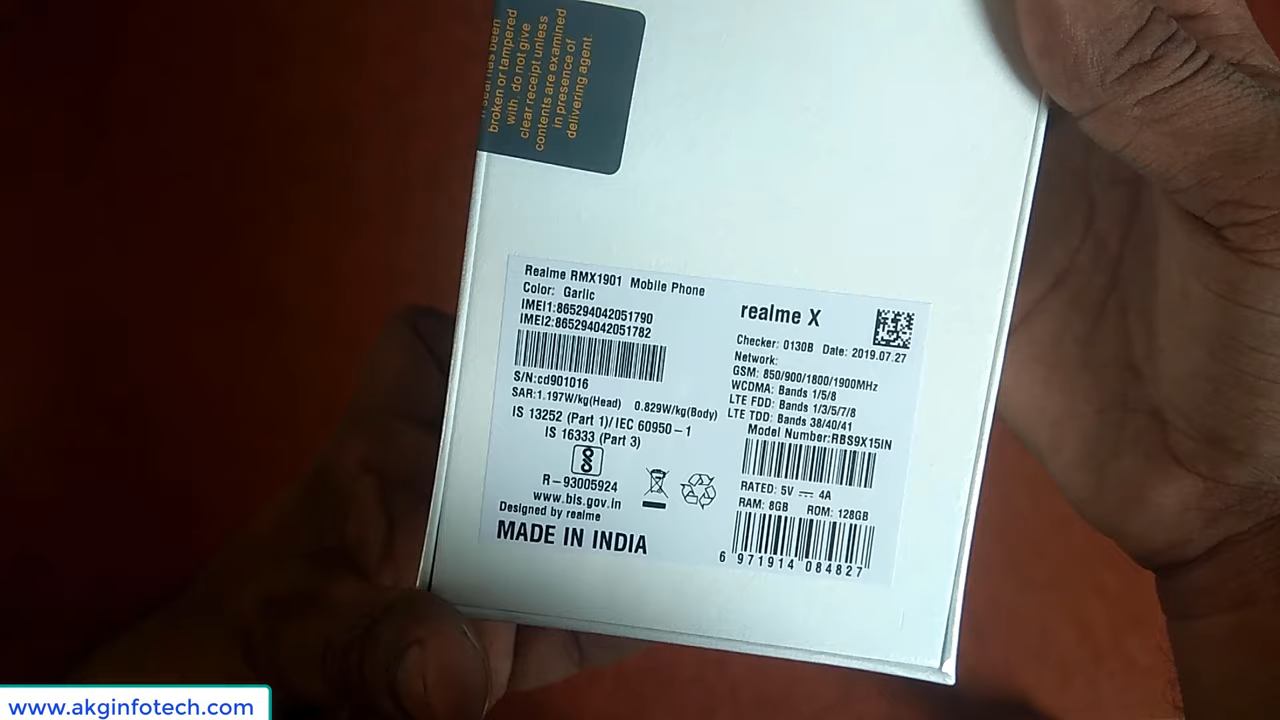 broken or tampered
with, do not give
clear receipt unless
contents are examined
in presence of
delivering agent.
Realme RMX1901 Mobile Phone
Color: Garlic
IMEI1:865294042051790
IMEI2:865294042051782
S/N:cd901016
SAR:1.197W/kg(Head) 0.829W/kg(Body)
IS 13252 (Part 1)/IEC 60950-1
IS 16333 (Part 3)
R-93005924
www.bis.gov.in
Designed by realme
MADE IN INDIA
realme X
Checker: 0130B Date: 2019.07.27
Network:
GSM: 850/900/1800/1900MHz
WCDMA: Bands 1/5/8
LTE FDD: Bands 1/3/5/7/8
LTE TDD: Bands 38/40/41
Model Number:RBS9X15IN
RATED: 5V ⎓ 4A
RAM: 8GB ROM: 128GB
6 971914 084827
www.akginfotech.com